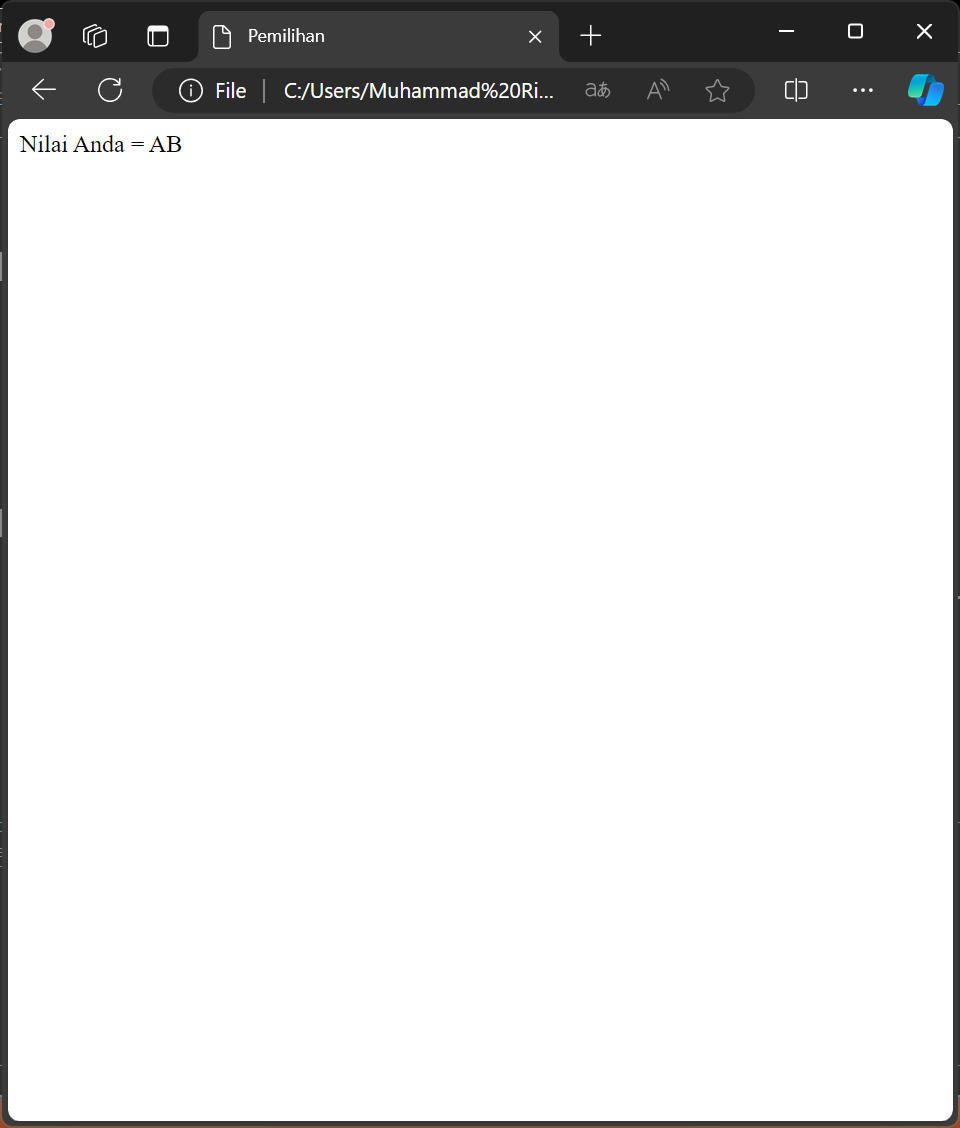 Pemilihan
File
C:/Users/Muhammad%20Ri...
Nilai Anda = AB